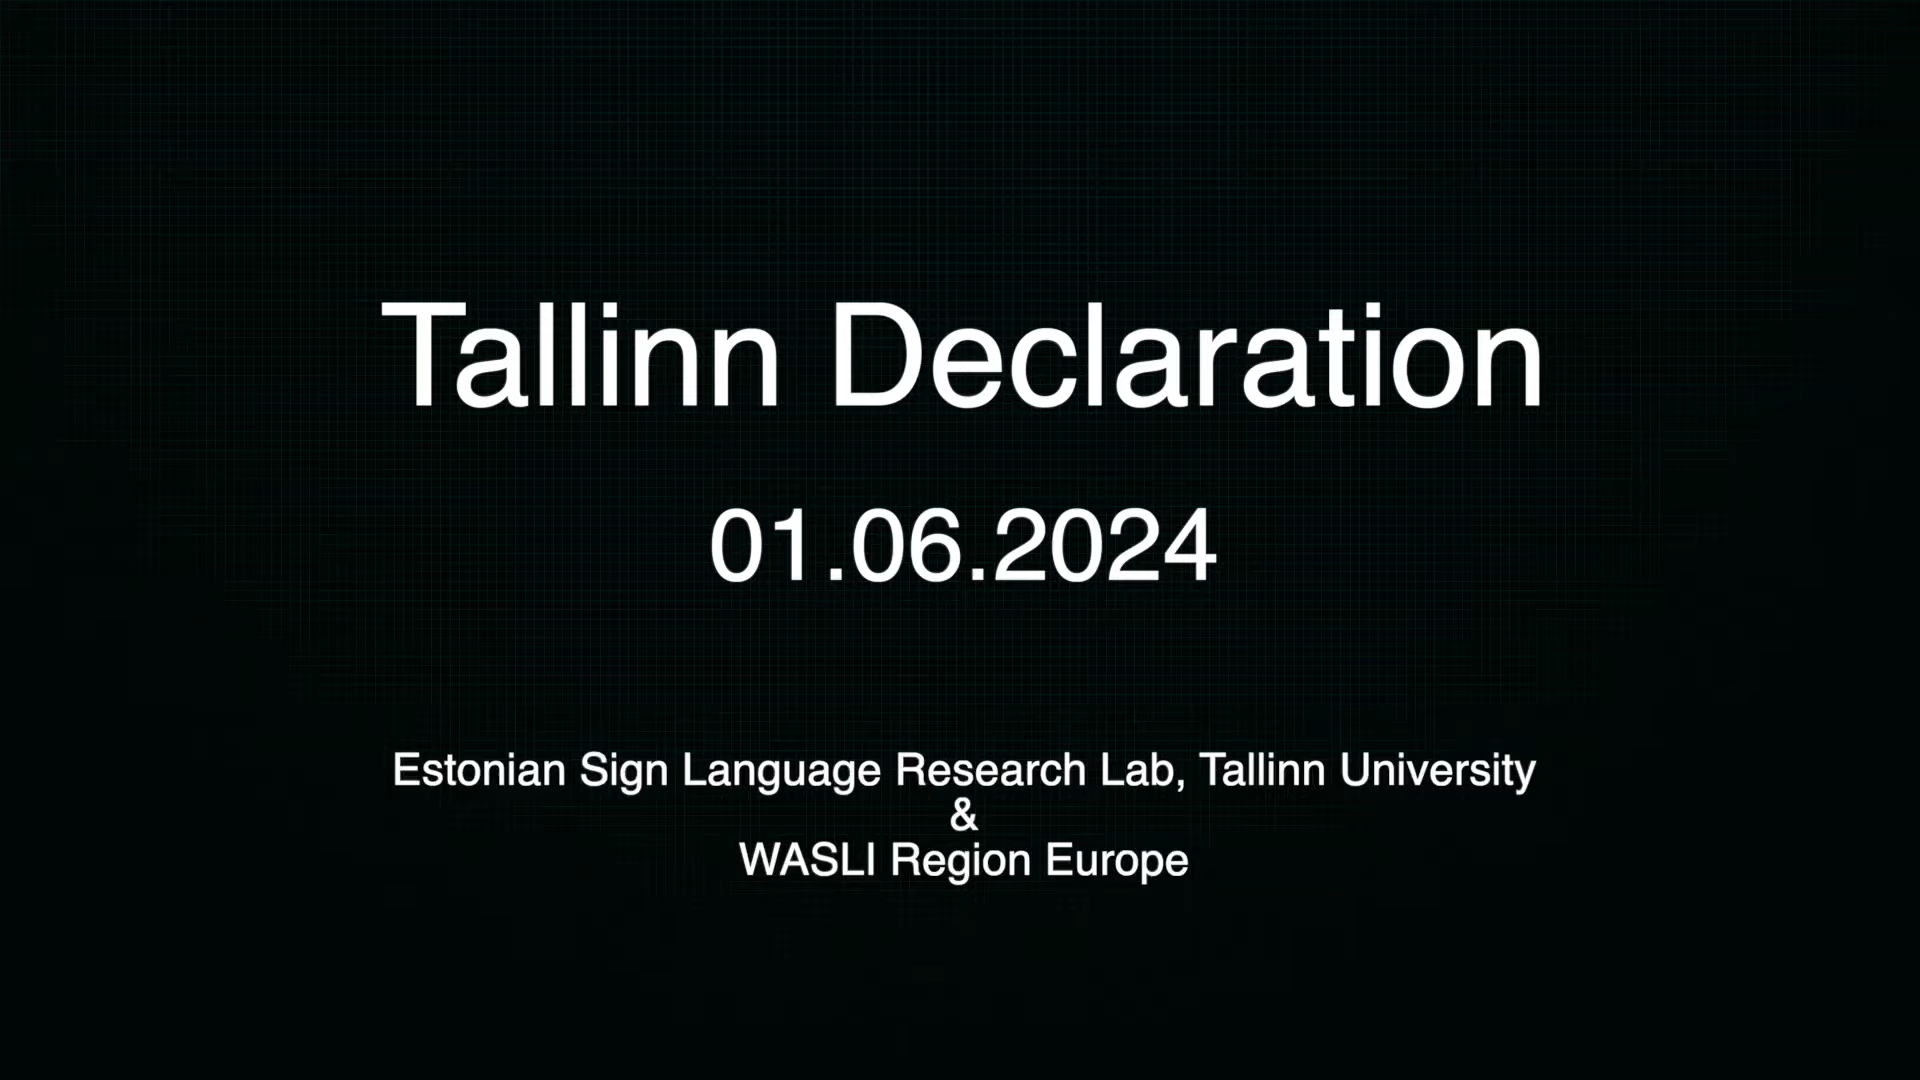 Tallinn Declaration
01.06.2024
Estonian Sign Language Research Lab, Tallinn University
&
WASLI Region Europe